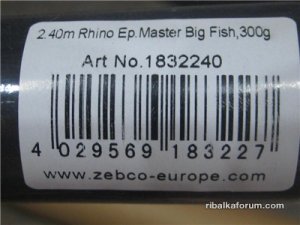 2.40m Rhino Ep.Master Big Fish,300g
Art No.1832240
4 029569 183227
www.zebco-europe.com
ribalkaforum.com